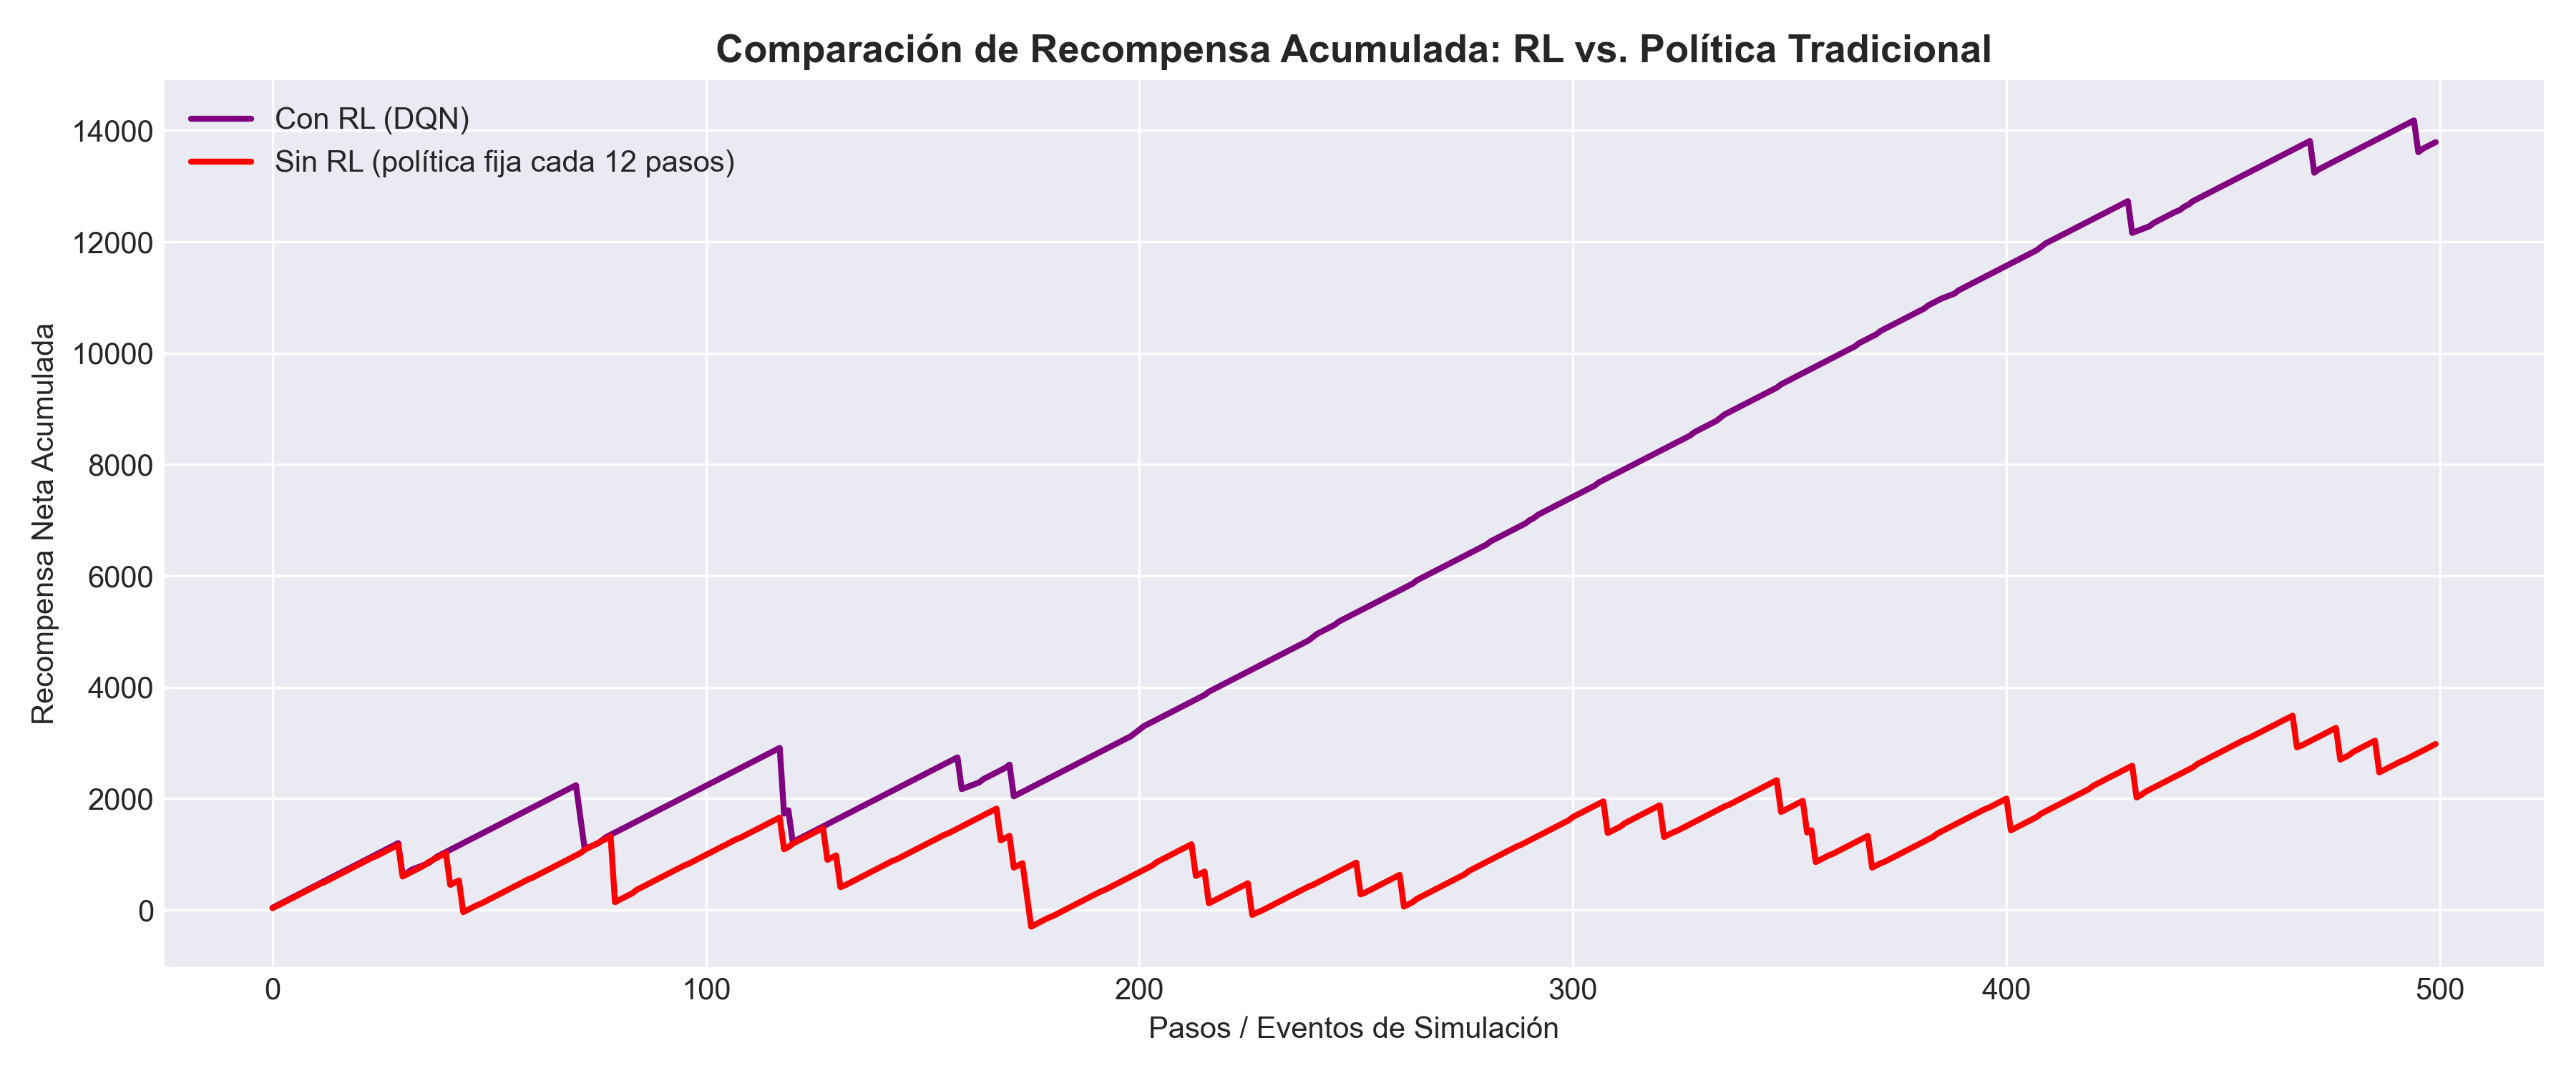 Comparación de Recompensa Acumulada: RL vs. Política Tradicional
Con RL (DQN)
Sin RL (política fija cada 12 pasos)
Recompensa Neta Acumulada
14000
12000
10000
8000
6000
4000
2000
0
0
100
200
300
400
500
Pasos / Eventos de Simulación